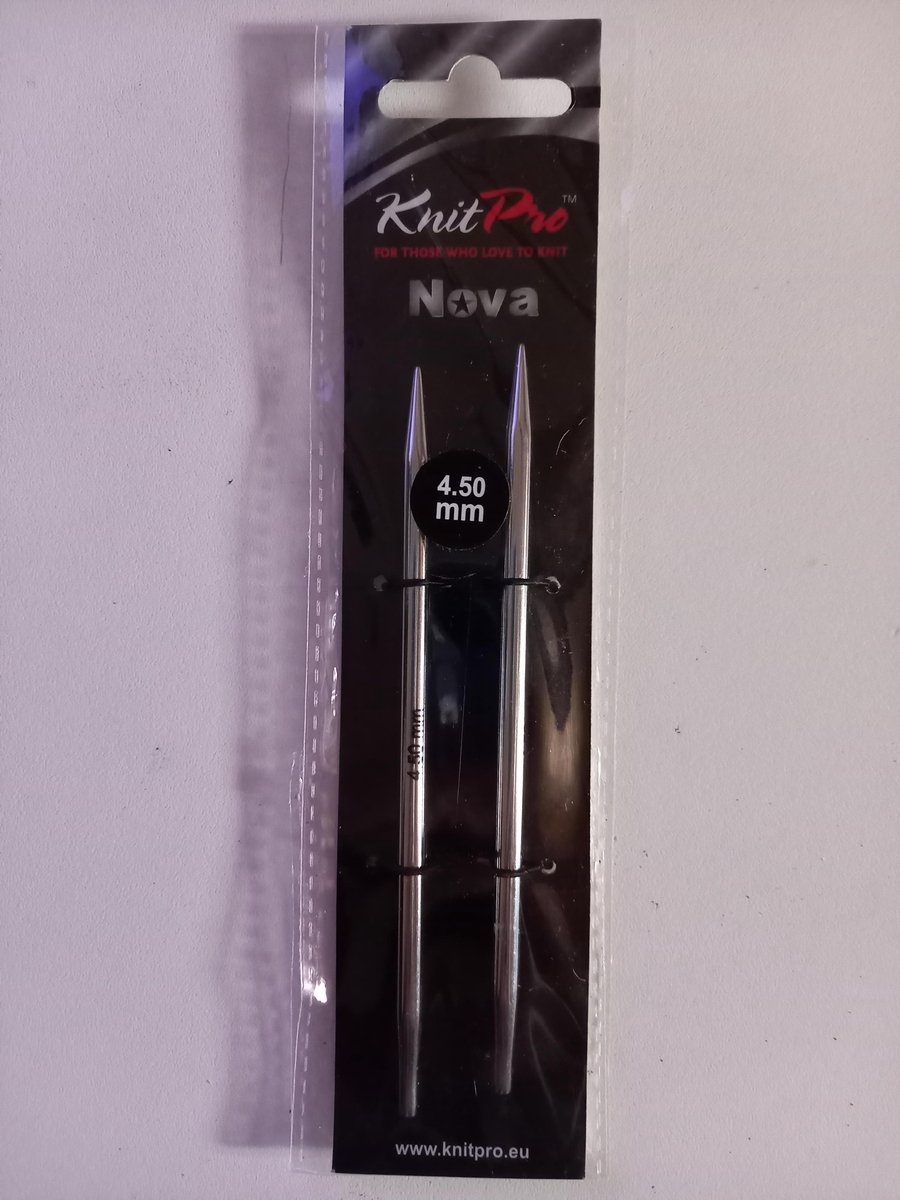 KnitPro™
FOR THOSE WHO LOVE TO KNIT
Nova
4.50
mm
4.50 mm
www.knitpro.eu